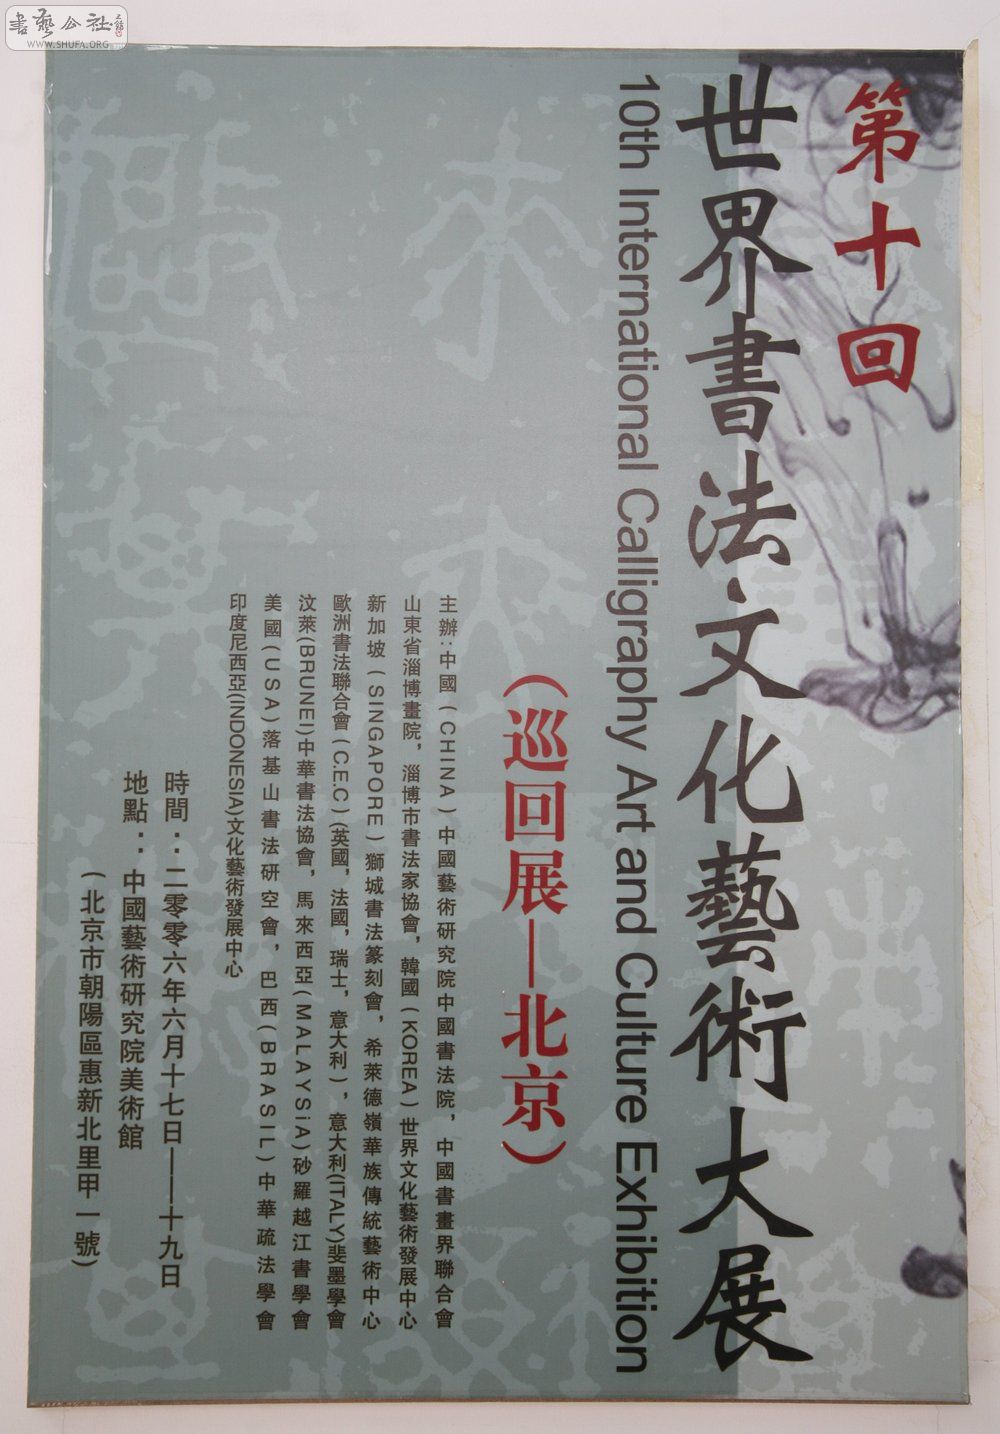 書藝公社
WWW.SHUFA.ORG
第十回
世界書法文化藝術大展
10th International Calligraphy Art and Culture Exhibition
(巡回展—北京)
主辦:中國(CHINA)中國藝術研究院中國書法院,中國書畫界聯合會
山東省淄博畫院,淄博市書法家協會,韓國(KOREA)世界文化藝術發展中心
新加坡(SINGAPORE)獅城書法篆刻會,希萊德嶺華族傳統藝術中心
歐洲書法聯合會(C.E.C)(英國,法國,瑞士,意大利),意大利(ITALY)斐墨學會
汶萊(BRUNEI)中華書法協會,馬來西亞(MALAYSiA)砂羅越江書學會
美國(USA)落基山書法研空會,巴西(BRASIL)中華疏法學會
印度尼西亞(INDONESIA)文化藝術發展中心
時間:二零零六年六月十七日——十九日
地點:中國藝術研究院美術館
(北京市朝陽區惠新北里甲一號)